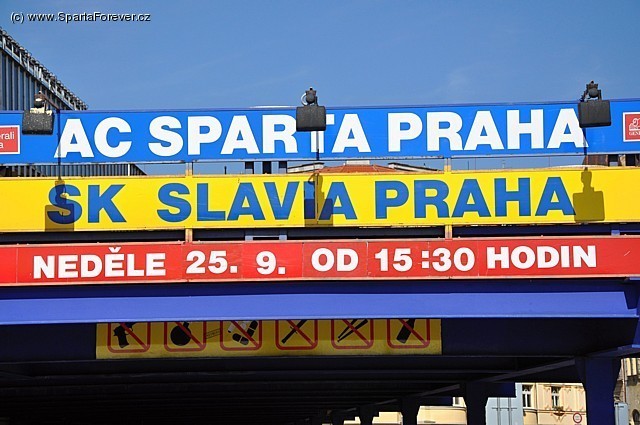 (c) www.SpartaForever.cz
AC SPARTA PRAHA
SK SLAVIA PRAHA
NEDĚLE 25. 9. OD 15:30 HODIN